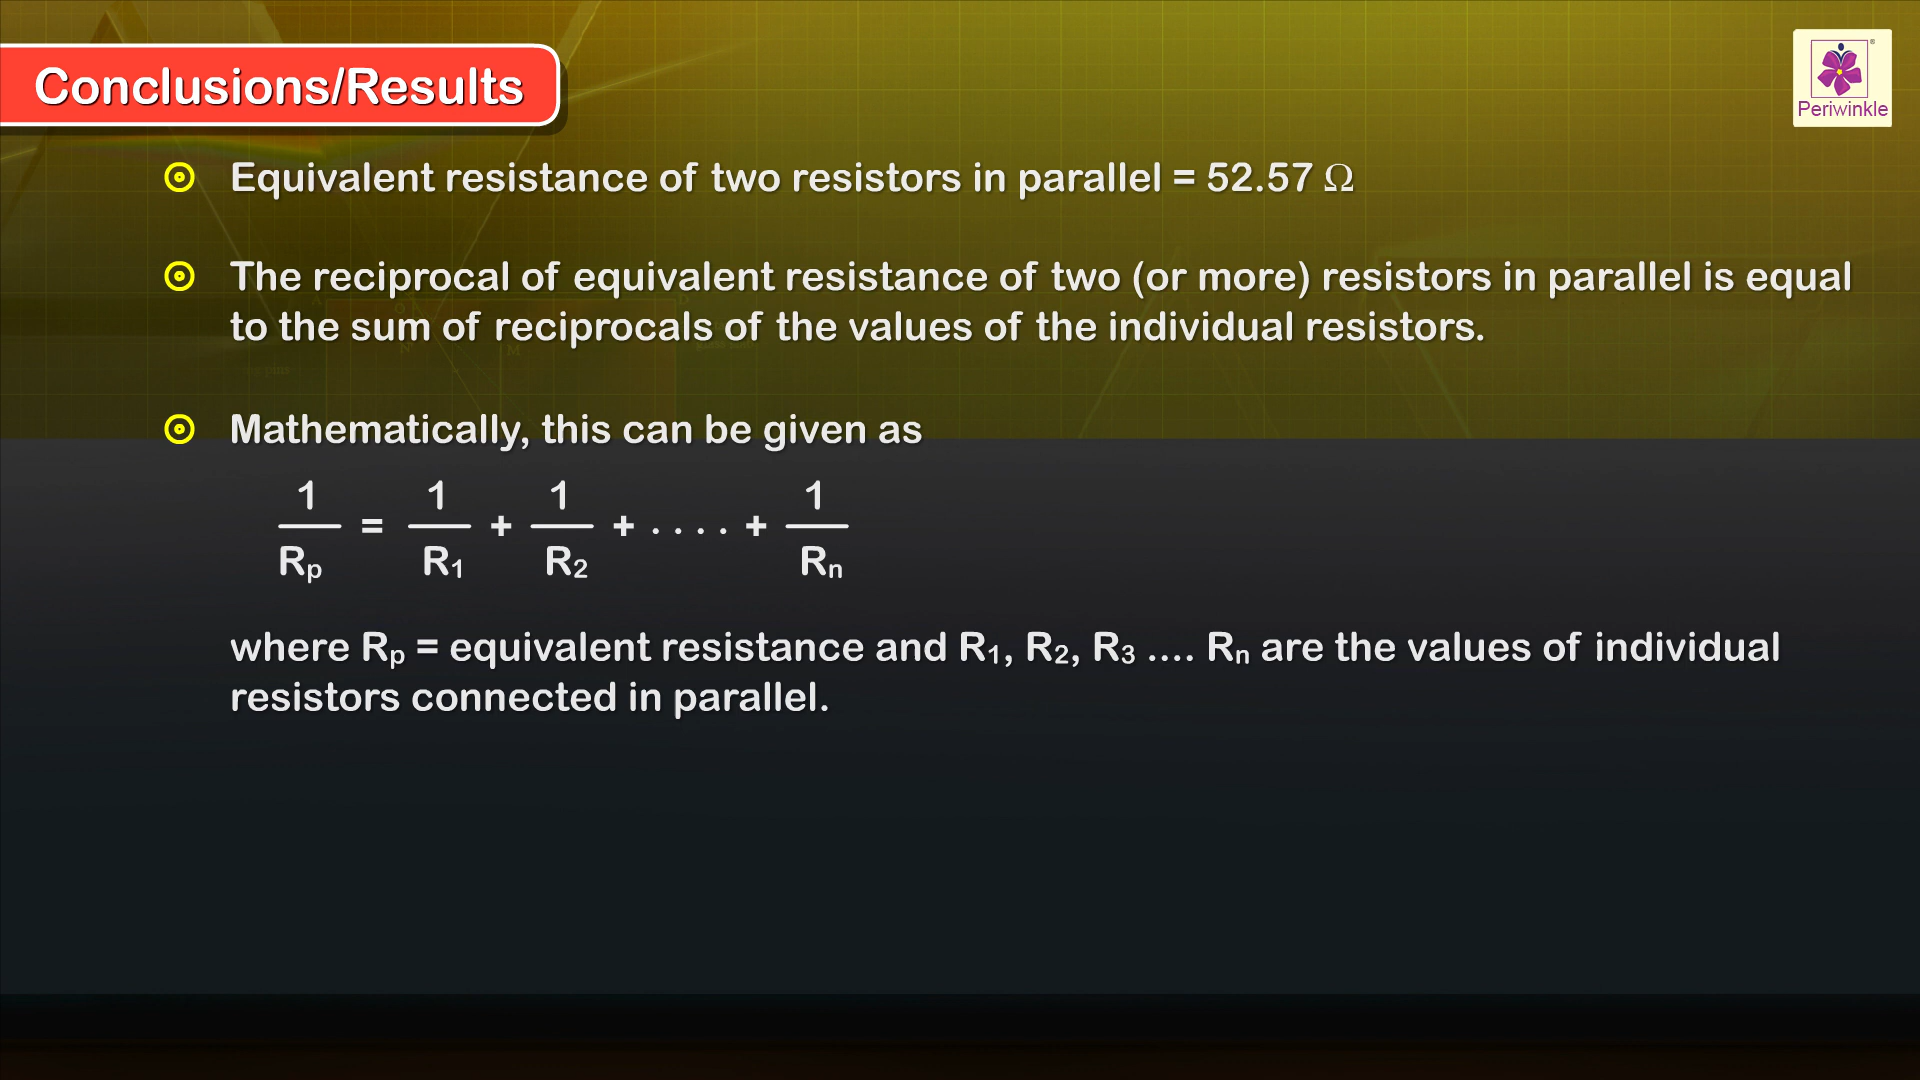 Conclusions/Results
Periwinkle
Equivalent resistance of two resistors in parallel = 52.57 Ω
The reciprocal of equivalent resistance of two (or more) resistors in parallel is equal
to the sum of reciprocals of the values of the individual resistors.
Mathematically, this can be given as
1/Rₚ = 1/R₁ + 1/R₂ + . . . . + 1/Rₙ
where Rₚ = equivalent resistance and R₁, R₂, R₃ .... Rₙ are the values of individual
resistors connected in parallel.